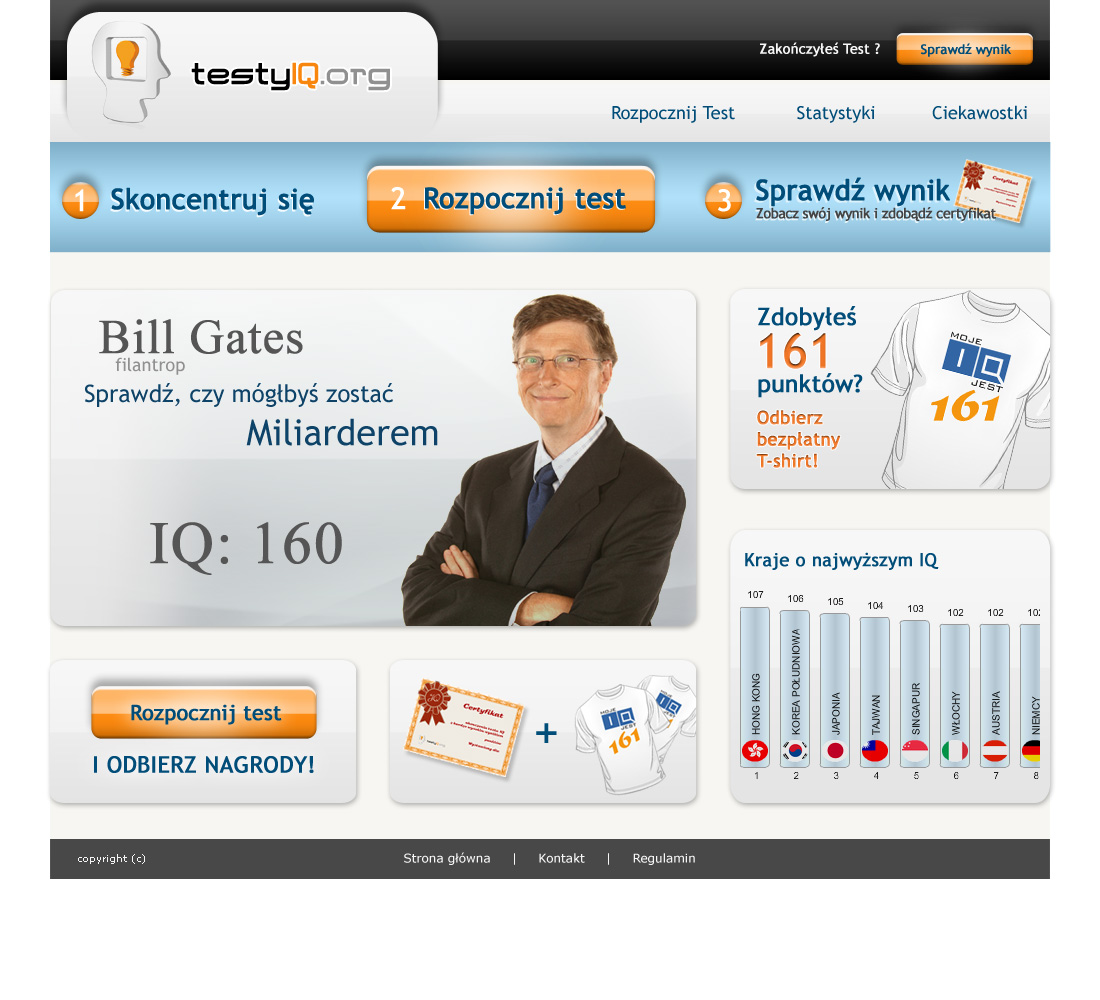 testyIQ.org
Zakończyłeś Test ?
Sprawdź wynik
Rozpocznij Test
Statystyki
Ciekawostki
1 Skoncentruj się
2 Rozpocznij test
3 Sprawdź wynik
Zobacz swój wynik i zdobądź certyfikat
Certyfikat
Bill Gates
filantrop
Sprawdź, czy mógłbyś zostać
Miliarderem
IQ: 160
Zdobyłeś
161
punktów?
Odbierz
bezpłatny
T-shirt!
MOJE
IQ
JEST
161
Kraje o najwyższym IQ
107 106 105 104 103 102 102
HONG KONG
KOREA POŁUDNIOWA
JAPONIA
TAJWAN
SINGAPUR
WŁOCHY
AUSTRIA
NIEMCY
1 2 3 4 5 6 7 8
Rozpocznij test
I ODBIERZ NAGRODY!
Certyfikat
+
MOJE
IQ
JEST
161
copyright (c)
Strona główna | Kontakt | Regulamin